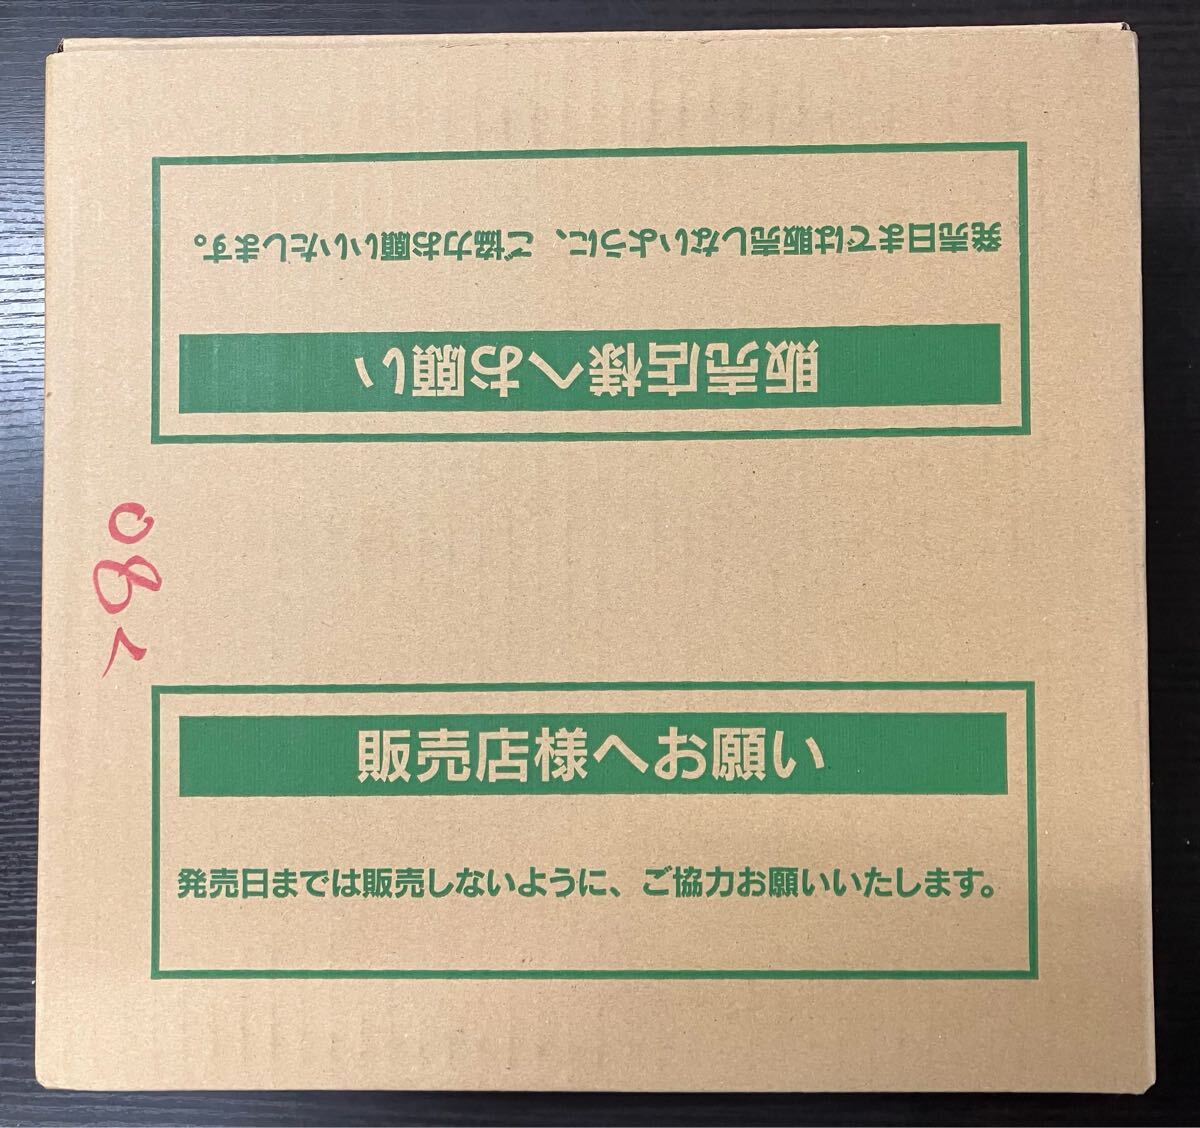 発売日までは販売しないように、ご協力お願いいたします。
販売店様へお願い
08
販売店様へお願い
発売日までは販売しないように、ご協力お願いいたします。